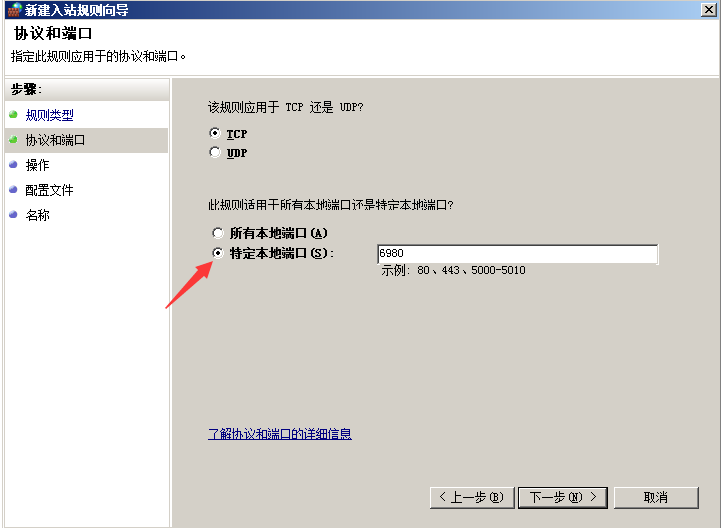 新建入站规则向导
协议和端口
指定此规则应用于的协议和端口。
步骤:
规则类型
协议和端口
操作
配置文件
名称
该规则应用于 TCP 还是 UDP?
TCP
UDP
此规则适用于所有本地端口还是特定本地端口?
所有本地端口(A)
特定本地端口(S):
6980
示例: 80、443、5000-5010
了解协议和端口的详细信息
< 上一步(B)
下一步(N) >
取消